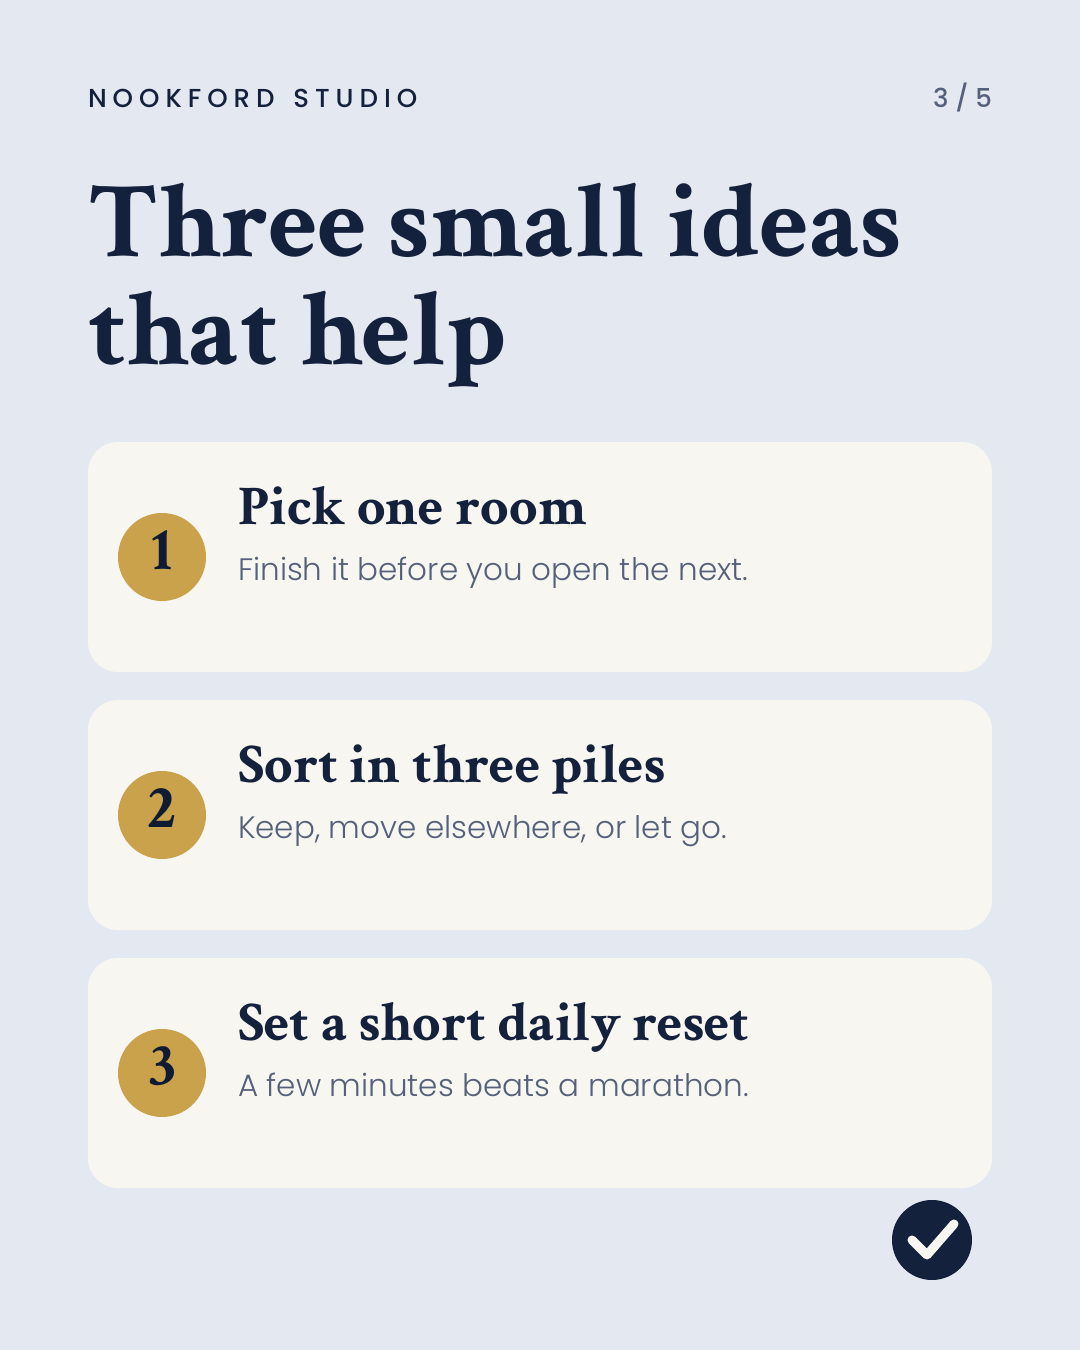 NOOKFORD STUDIO
3 / 5
Three small ideas
that help
1
Pick one room
Finish it before you open the next.
2
Sort in three piles
Keep, move elsewhere, or let go.
3
Set a short daily reset
A few minutes beats a marathon.